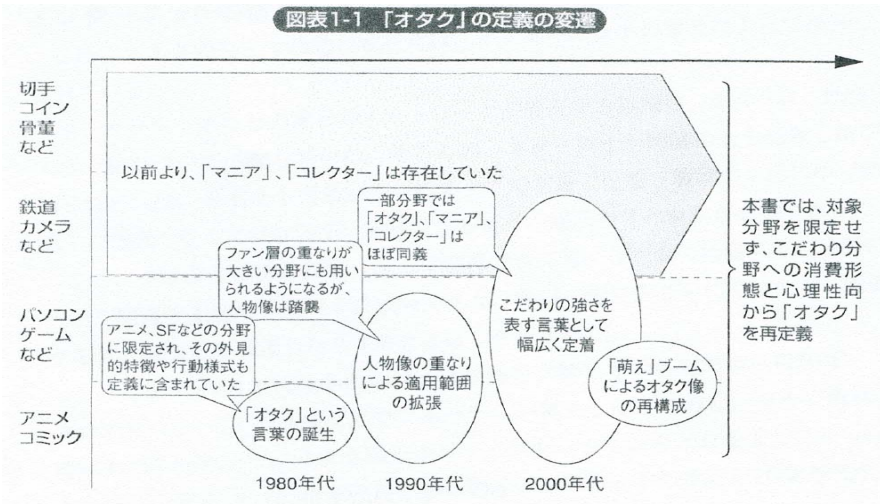 図表1-1 「オタク」の定義の変遷
切手
コイン
骨董
など
以前より、「マニア」、「コレクター」は存在していた
鉄道
カメラ
など
一部分野では
「オタク」、「マニア」、
「コレクター」は
ほぼ同義
ファン層の重なりが
大きい分野にも用い
られるようになるが、
人物像は踏襲
パソコン
ゲーム
など
アニメ、SFなどの分野
に限定され、その外見
的特徴や行動様式も
定義に含まれていた
人物像の重なり
による適用範囲
の拡張
こだわりの強さを
表す言葉として
幅広く定着
「萌え」ブーム
によるオタク像
の再構成
アニメ
コミック
「オタク」という
言葉の誕生
1980年代
1990年代
2000年代
本書では、対象
分野を限定せ
ず、こだわり分
野への消費形
態と心理性向
から「オタク」
を再定義